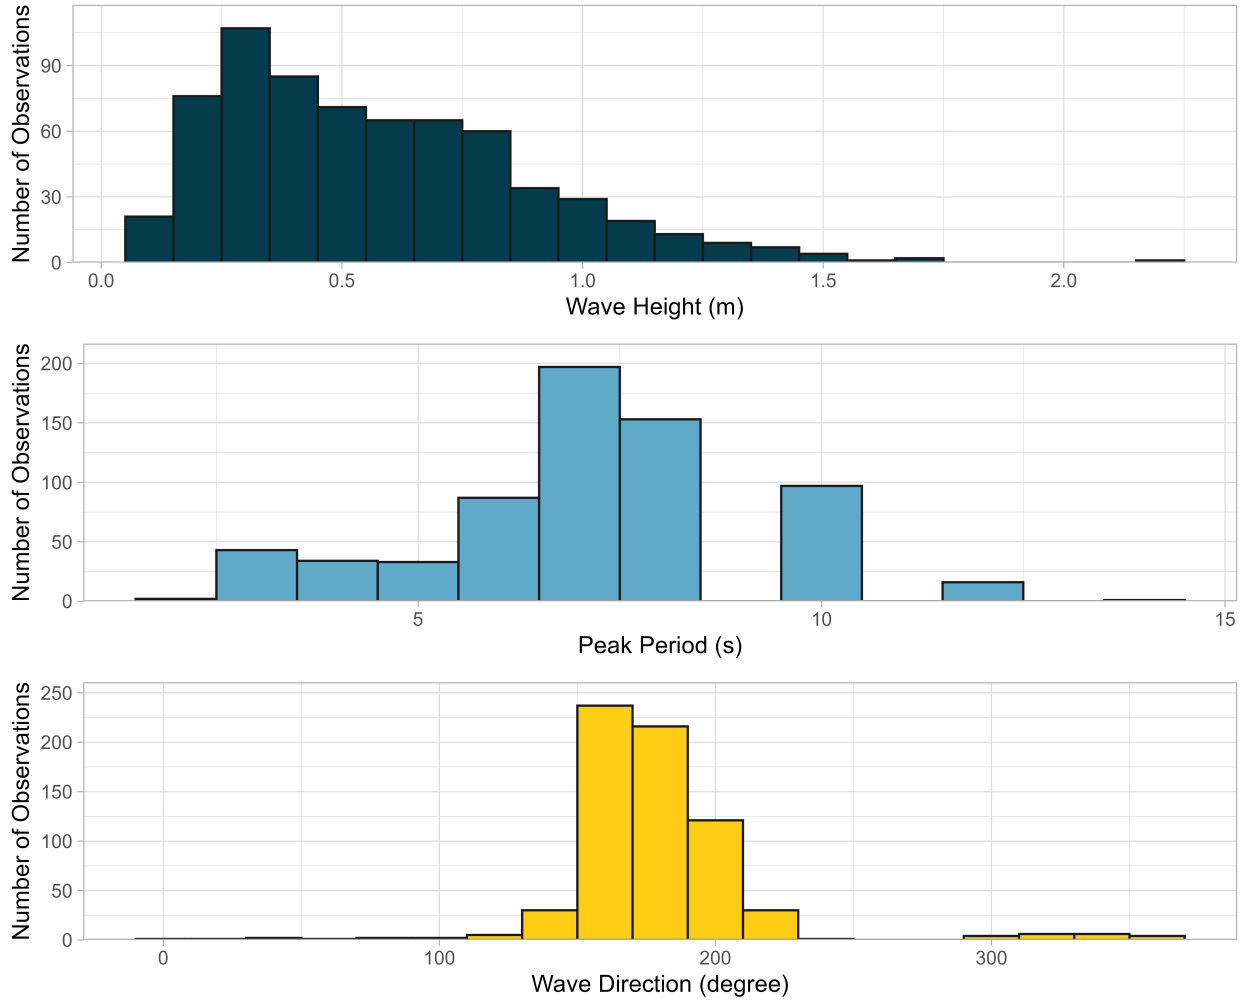 Number of Observations
90
60
30
0
0.0 0.5 1.0 1.5 2.0
Wave Height (m)
Number of Observations
200
150
100
50
0
5 10 15
Peak Period (s)
Number of Observations
250
200
150
100
50
0
0 100 200 300
Wave Direction (degree)